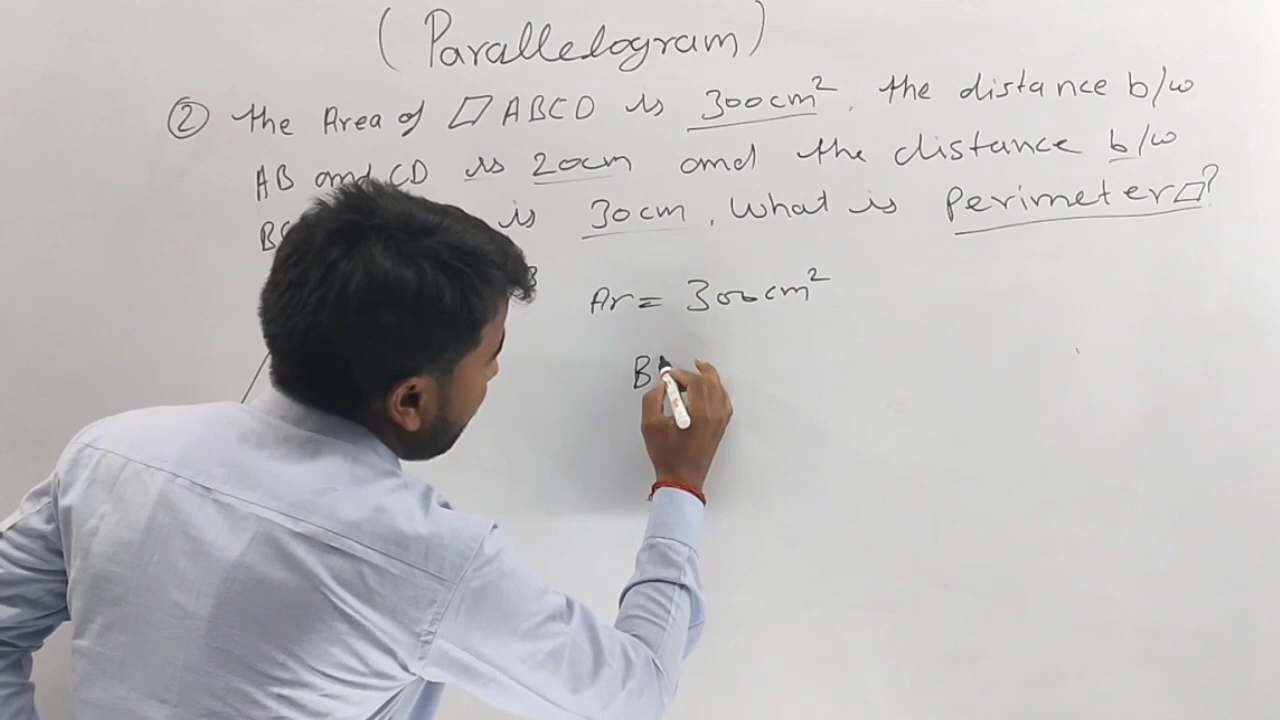 (Parallelogram)
② the Area of ▱ABCD is 300cm². the distance b/w
AB and CD is 20cm and the distance b/w
is 30cm, What is Perimeter▱?
Ar = 300cm²
B